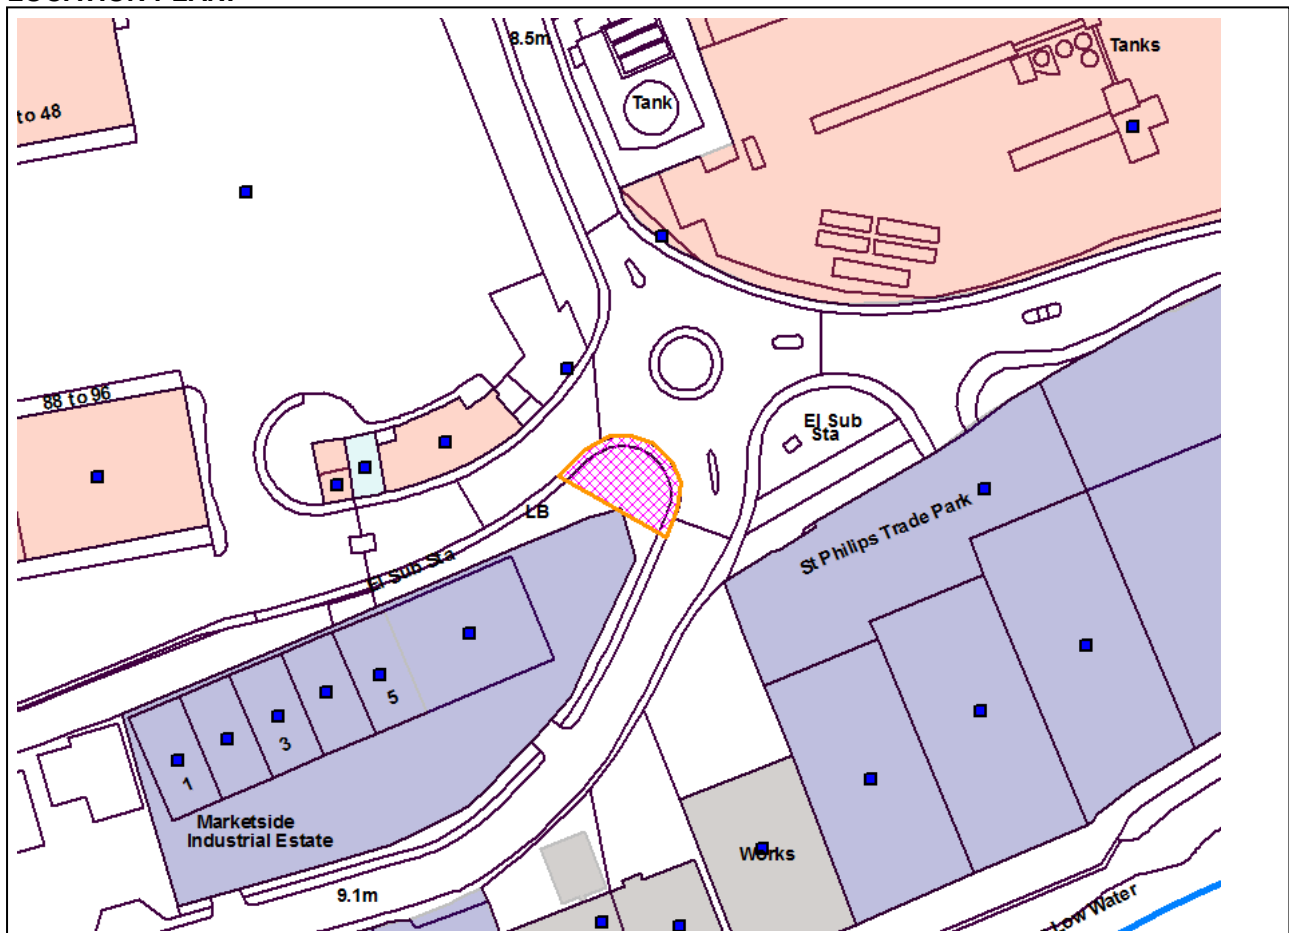 8.5m
Tanks
Tank
to 48
88 to 96
El Sub
Sta
LB
St Philips Trade Park
El Sub Sta
5
3
1
Marketside
Industrial Estate
Works
9.1m
Low Water